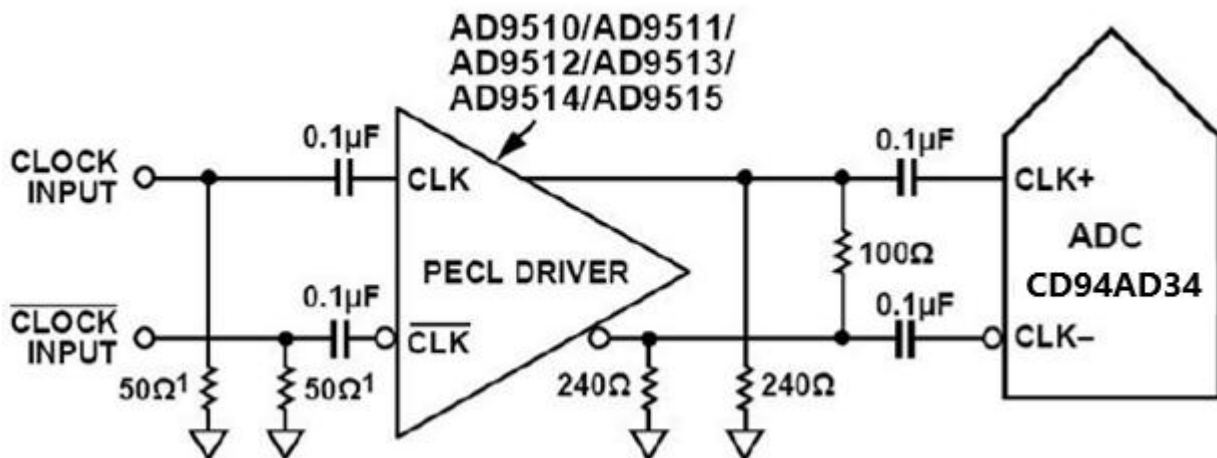 AD9510/AD9511/
AD9512/AD9513/
AD9514/AD9515
0.1µF
0.1µF
CLOCK
INPUT
CLK
CLK+
ADC
CD94AD34
PECL DRIVER
100Ω
0.1µF
0.1µF
CLOCK
INPUT
CLK
CLK–
50Ω¹
50Ω¹
240Ω
240Ω